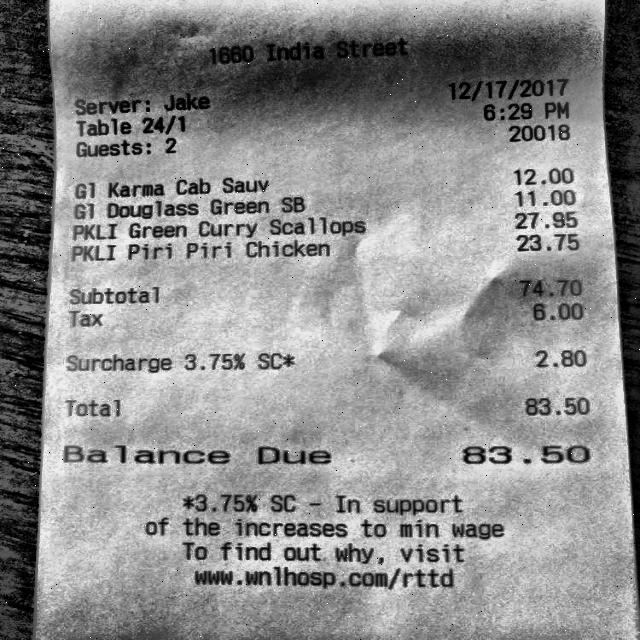 1660 India Street
Server: Jake 12/17/2017
Table 24/1 6:29 PM
Guests: 2 20018
Gl Karma Cab Sauv 12.00
Gl Douglass Green SB 11.00
PKLI Green Curry Scallops 27.95
PKLI Piri Piri Chicken 23.75
Subtotal 74.70
Tax 6.00
Surcharge 3.75% SC* 2.80
Total 83.50
Balance Due 83.50
*3.75% SC - In support
of the increases to min wage
To find out why, visit
www.wnlhosp.com/rttd